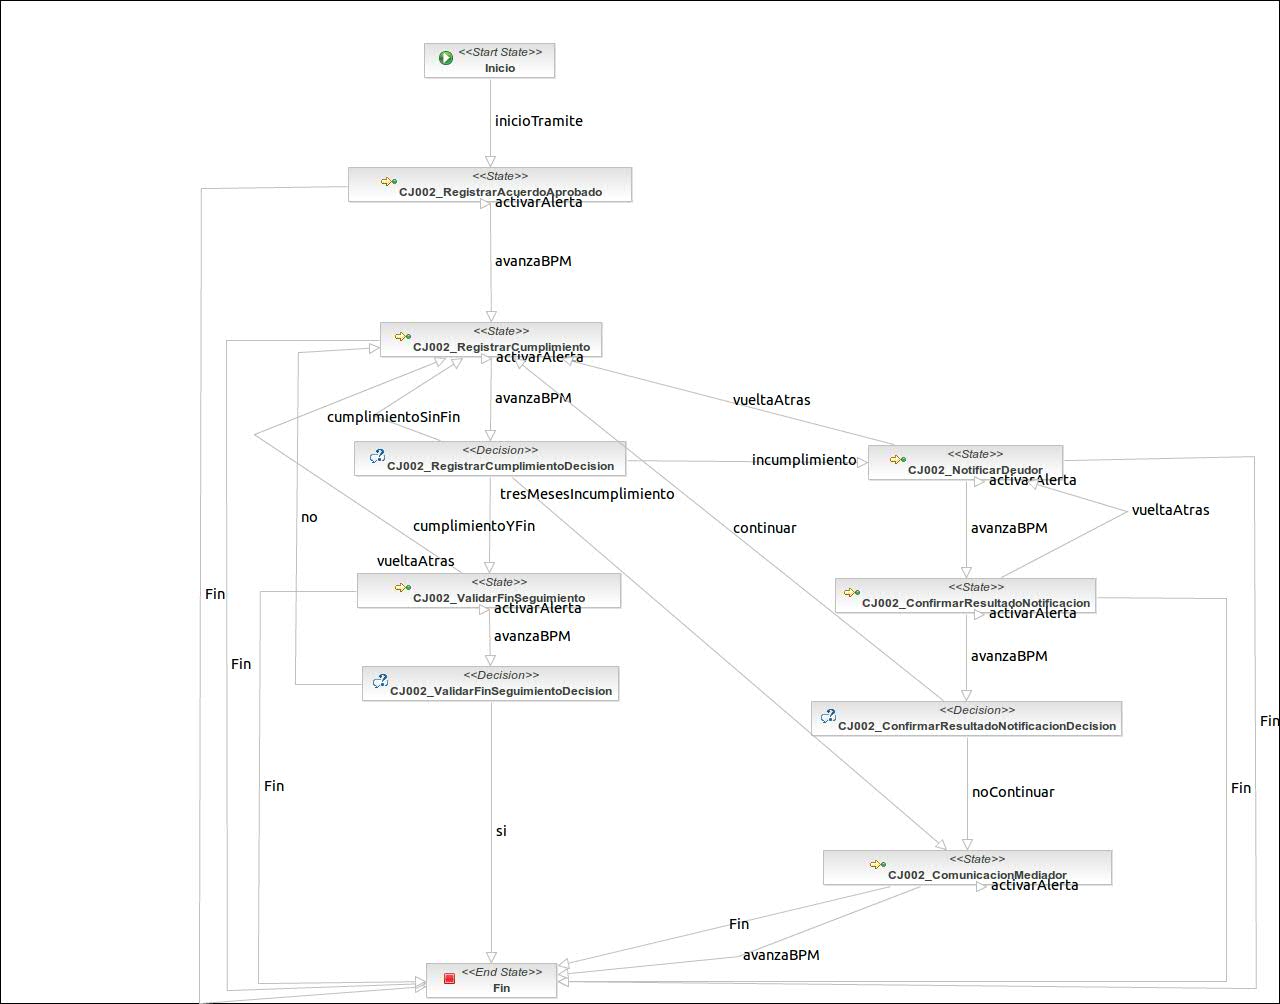 <<Start State>>
Inicio
inicioTramite
<<State>>
CJ002_RegistrarAcuerdoAprobado
activarAlerta
avanzaBPM
<<State>>
CJ002_RegistrarCumplimiento
activarAlerta
avanzaBPM
vueltaAtras
cumplimientoSinFin
<<Decision>>
CJ002_RegistrarCumplimientoDecision
incumplimiento
<<State>>
CJ002_NotificarDeudor
activarAlerta
tresMesesIncumplimiento
no
cumplimientoYFin
continuar
avanzaBPM
vueltaAtras
vueltaAtras
<<State>>
CJ002_ValidarFinSeguimiento
activarAlerta
<<State>>
CJ002_ConfirmarResultadoNotificacion
activarAlerta
Fin
avanzaBPM
avanzaBPM
Fin
<<Decision>>
CJ002_ValidarFinSeguimientoDecision
<<Decision>>
CJ002_ConfirmarResultadoNotificacionDecision
Fin
Fin
noContinuar
Fin
si
<<State>>
CJ002_ComunicacionMediador
activarAlerta
Fin
avanzaBPM
<<End State>>
Fin